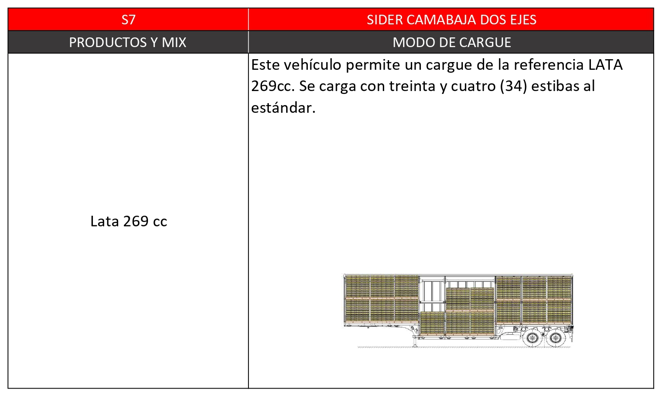 S7
SIDER CAMABAJA DOS EJES
PRODUCTOS Y MIX
MODO DE CARGUE
Lata 269 cc
Este vehículo permite un cargue de la referencia LATA
269cc. Se carga con treinta y cuatro (34) estibas al
estándar.